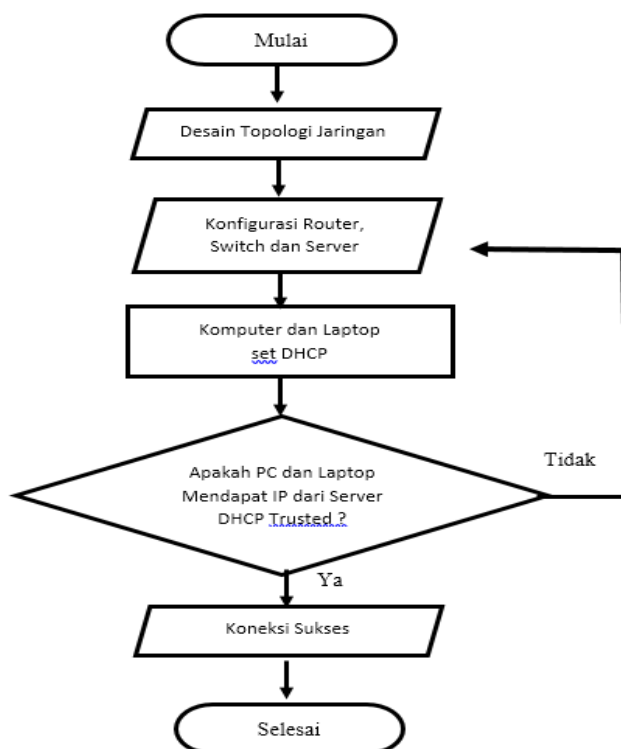 Mulai
Desain Topologi Jaringan
Konfigurasi Router,
Switch dan Server
Komputer dan Laptop
set DHCP
Apakah PC dan Laptop
Mendapat IP dari Server
DHCP Trusted ?
Tidak
Ya
Koneksi Sukses
Selesai